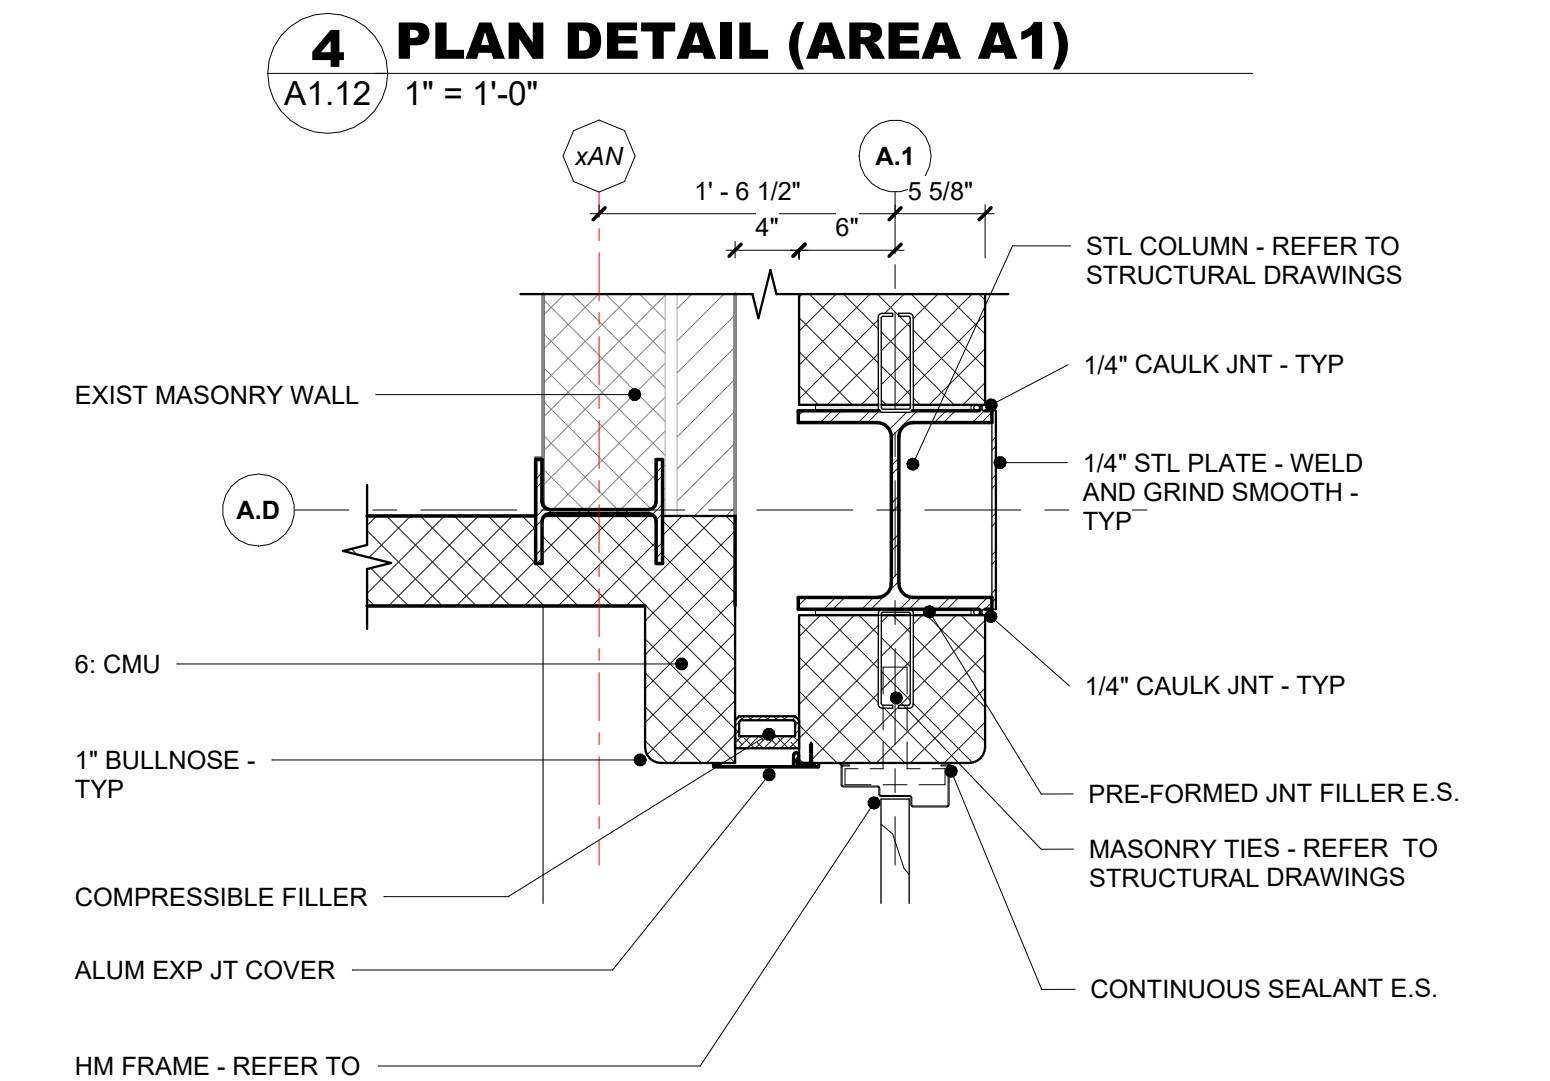 4
PLAN DETAIL (AREA A1)
A1.12
1" = 1'-0"
xAN
A.1
1' - 6 1/2"
5 5/8"
4"
6"
STL COLUMN - REFER TO
STRUCTURAL DRAWINGS
1/4" CAULK JNT - TYP
EXIST MASONRY WALL
1/4" STL PLATE - WELD
AND GRIND SMOOTH -
TYP
A.D
6: CMU
1/4" CAULK JNT - TYP
1" BULLNOSE -
TYP
PRE-FORMED JNT FILLER E.S.
MASONRY TIES - REFER TO
STRUCTURAL DRAWINGS
COMPRESSIBLE FILLER
ALUM EXP JT COVER
CONTINUOUS SEALANT E.S.
HM FRAME - REFER TO